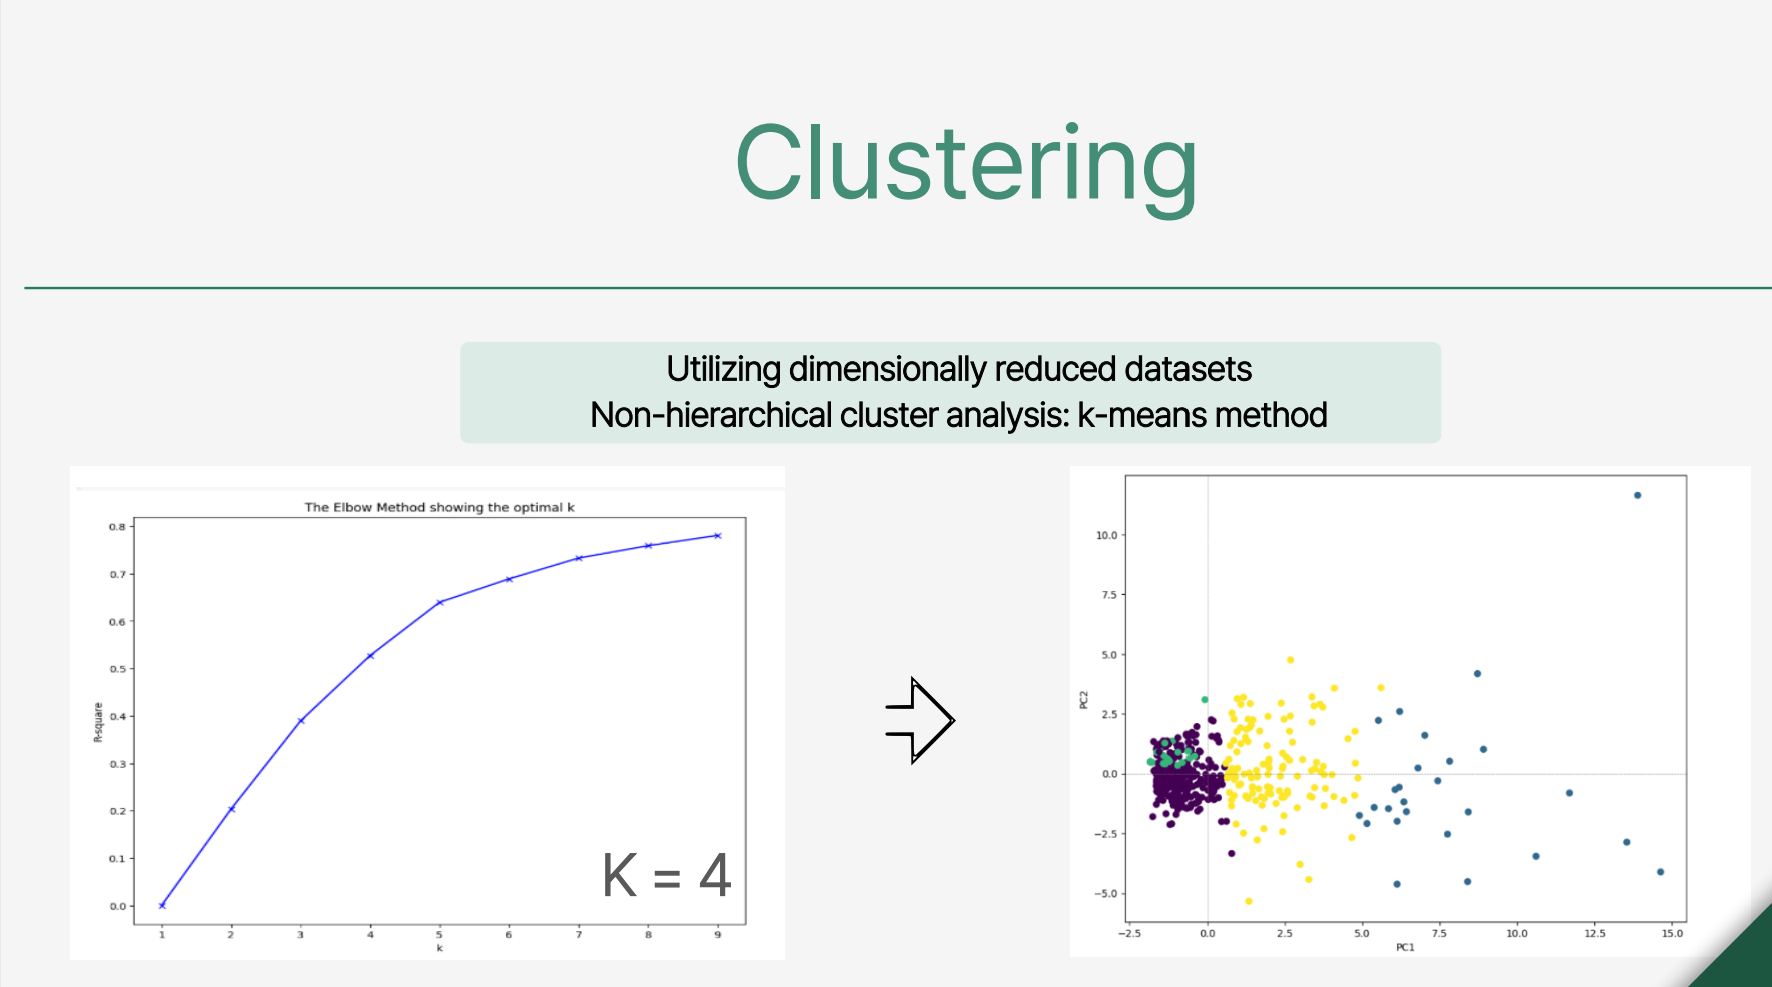 Clustering
Utilizing dimensionally reduced datasets
Non-hierarchical cluster analysis: k-means method
The Elbow Method showing the optimal k
0.8
0.7
0.6
0.5
0.4
0.3
0.2
0.1
0.0
R-square
1 2 3 4 5 6 7 8 9
k
K = 4
10.0
7.5
5.0
2.5
0.0
−2.5
−5.0
PC2
−2.5 0.0 2.5 5.0 7.5 10.0 12.5 15.0
PC1